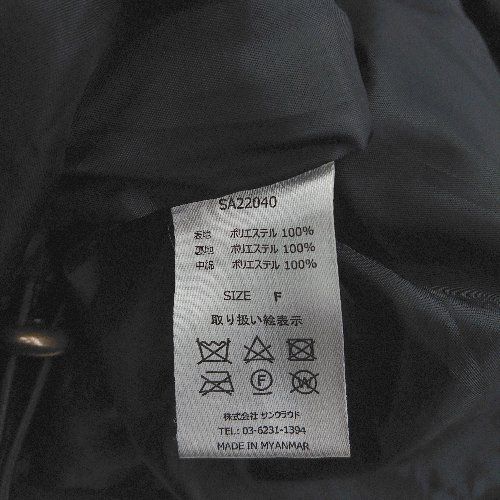 SA22040
表地 ポリエステル 100%
裏地 ポリエステル 100%
中綿 ポリエステル 100%
SIZE F
取り扱い絵表示
F W
株式会社 サンクラウド
TEL: 03-6231-1394
MADE IN MYANMAR